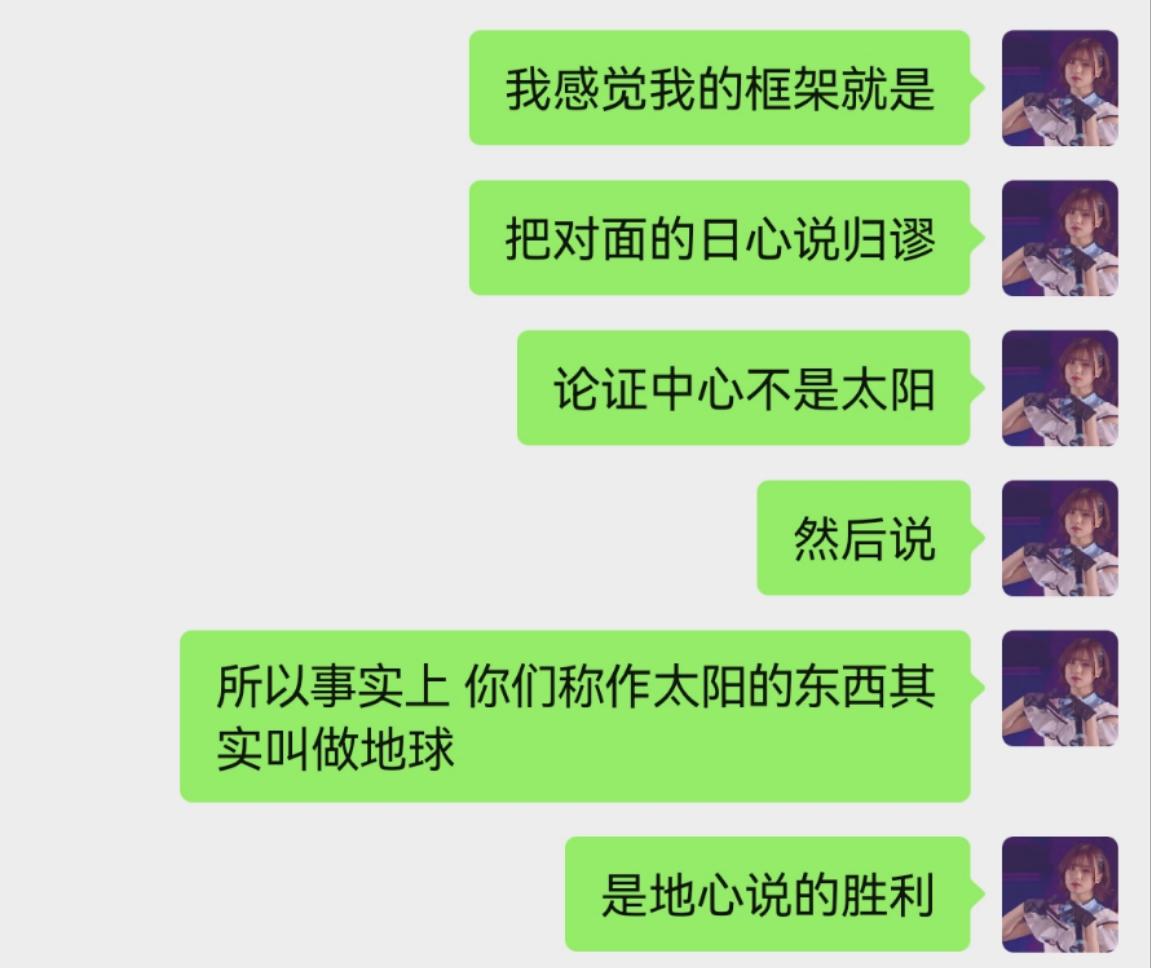 我感觉我的框架就是
把对面的日心说归谬
论证中心不是太阳
然后说
所以事实上 你们称作太阳的东西其
实叫做地球
是地心说的胜利